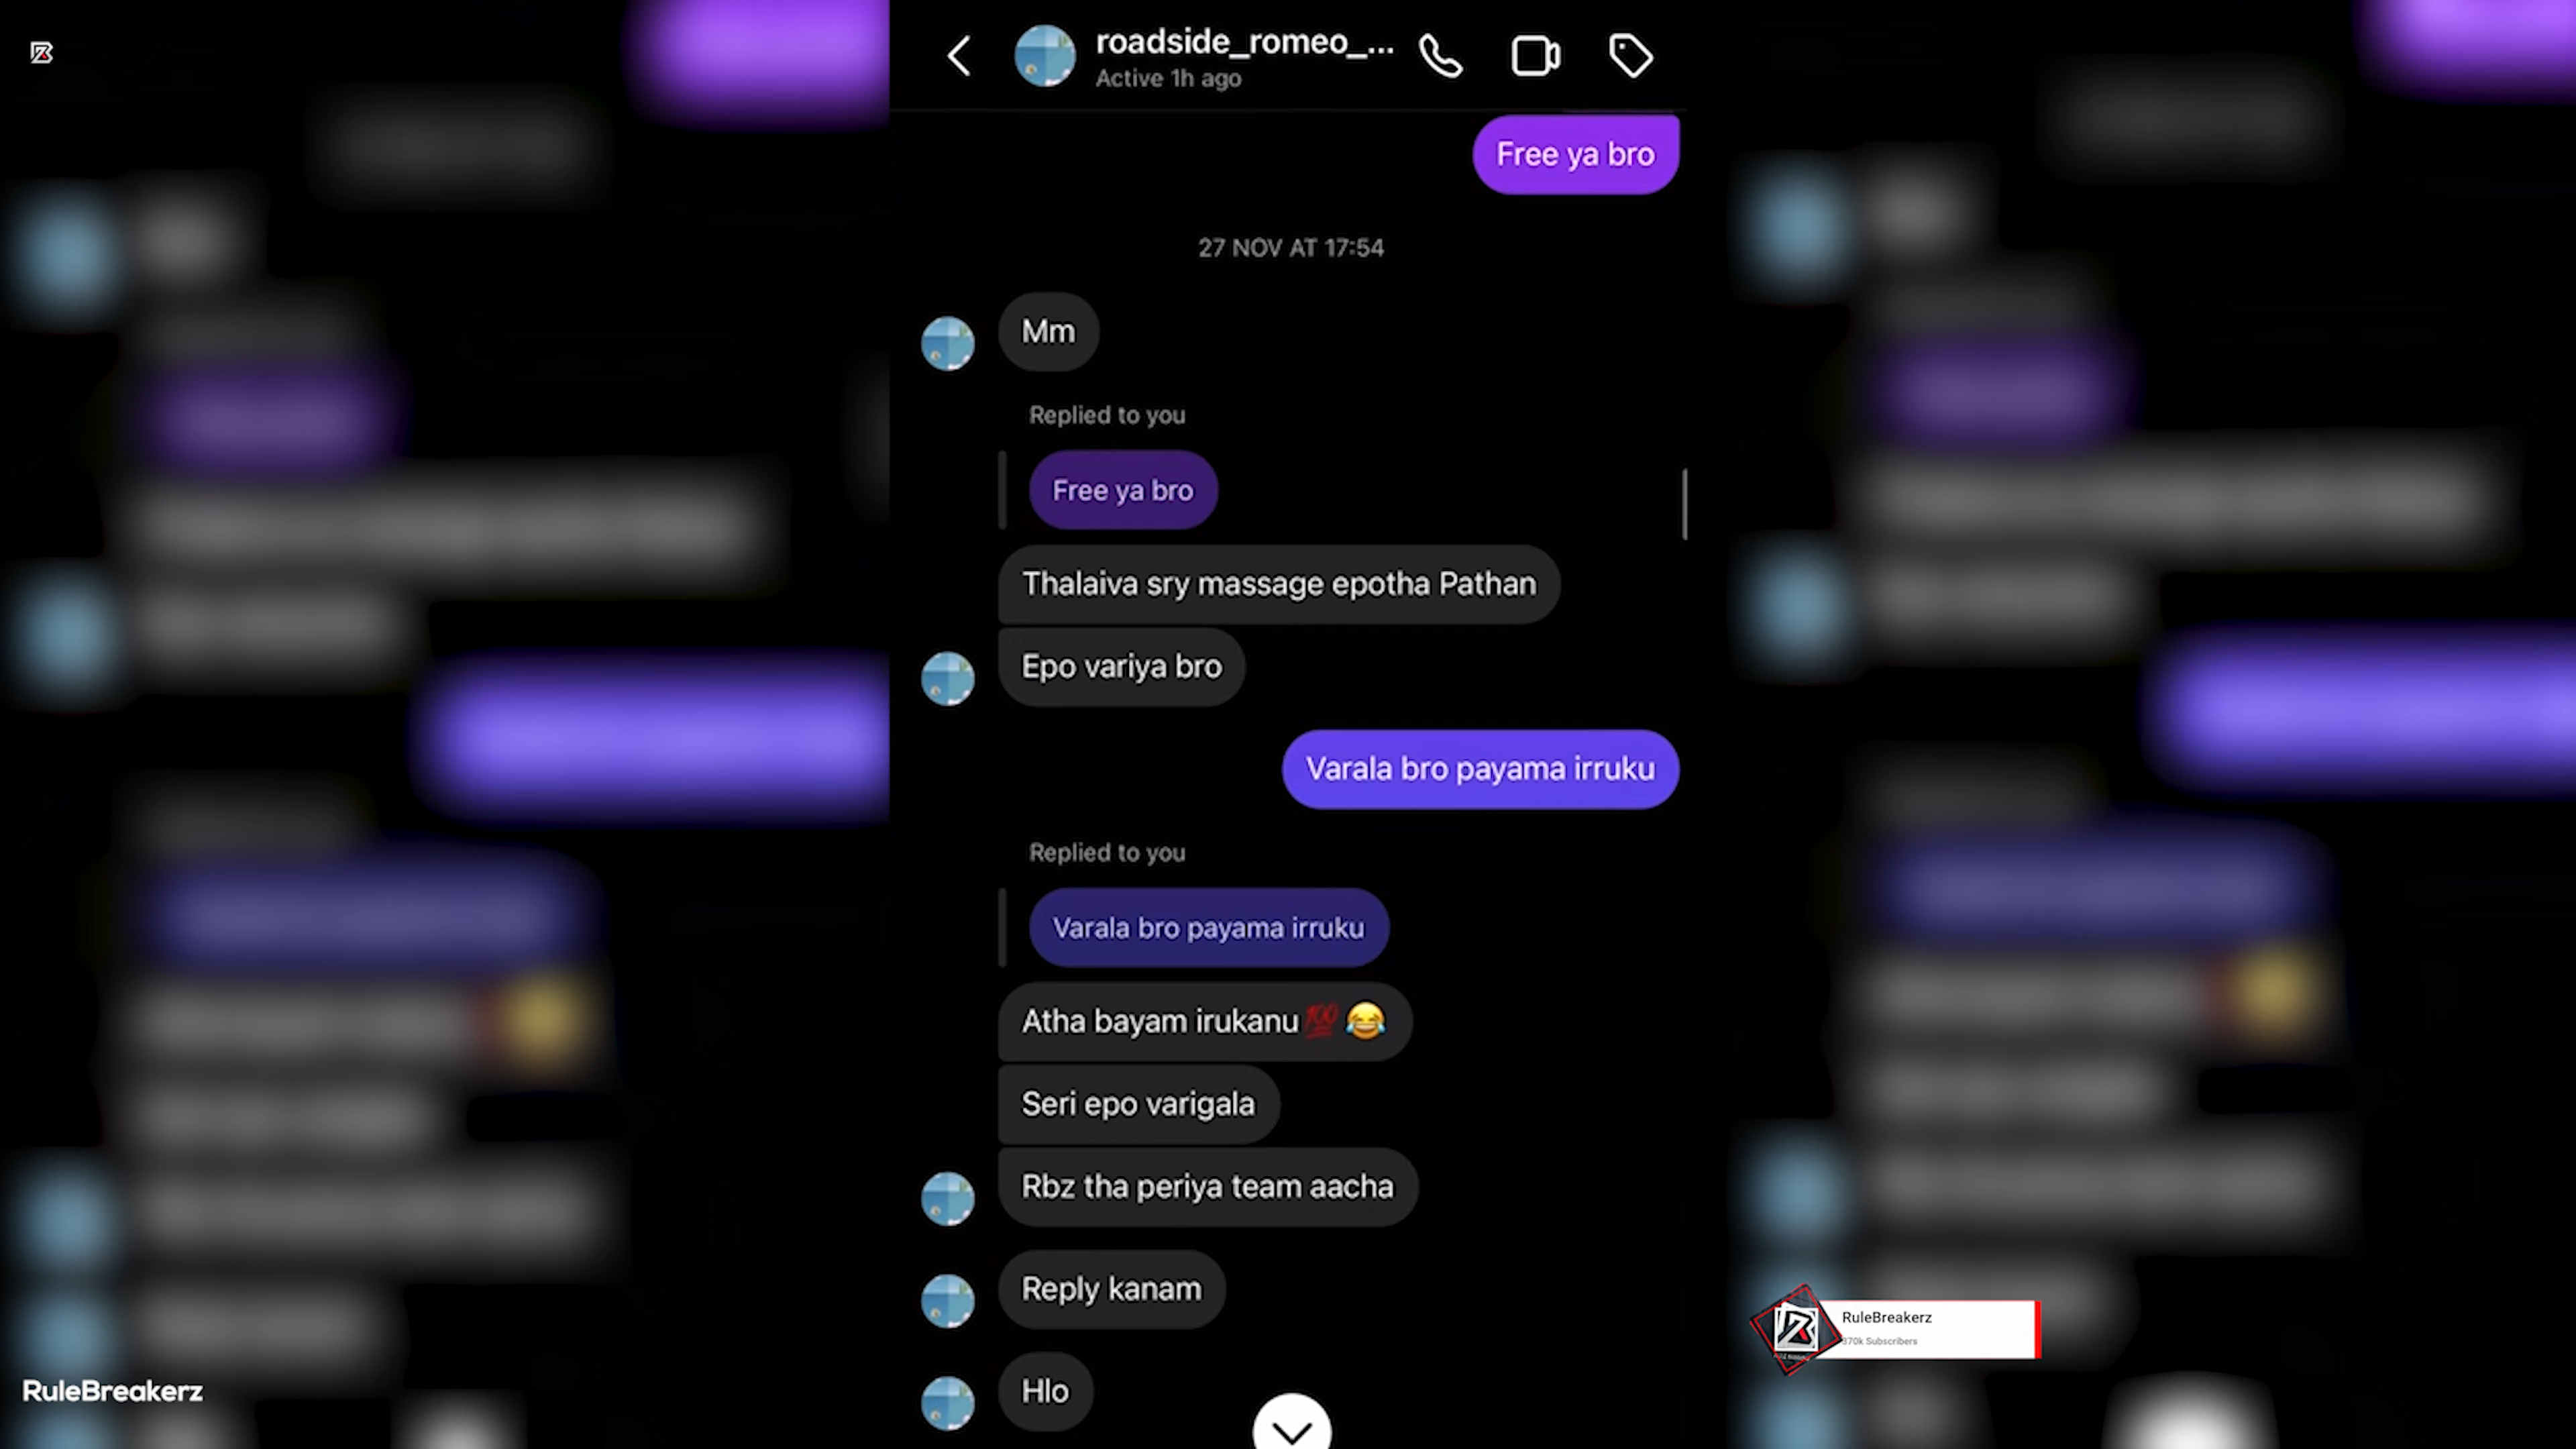 roadside_romeo_...
Active 1h ago
Free ya bro
27 NOV AT 17:54
Mm
Replied to you
Free ya bro
Thalaiva sry massage epotha Pathan
Epo variya bro
Varala bro payama irruku
Replied to you
Varala bro payama irruku
Atha bayam irukanu💯😂
Seri epo varigala
Rbz tha periya team aacha
Reply kanam
Hlo
RuleBreakerz
370k Subscribers
RuleBreakerz